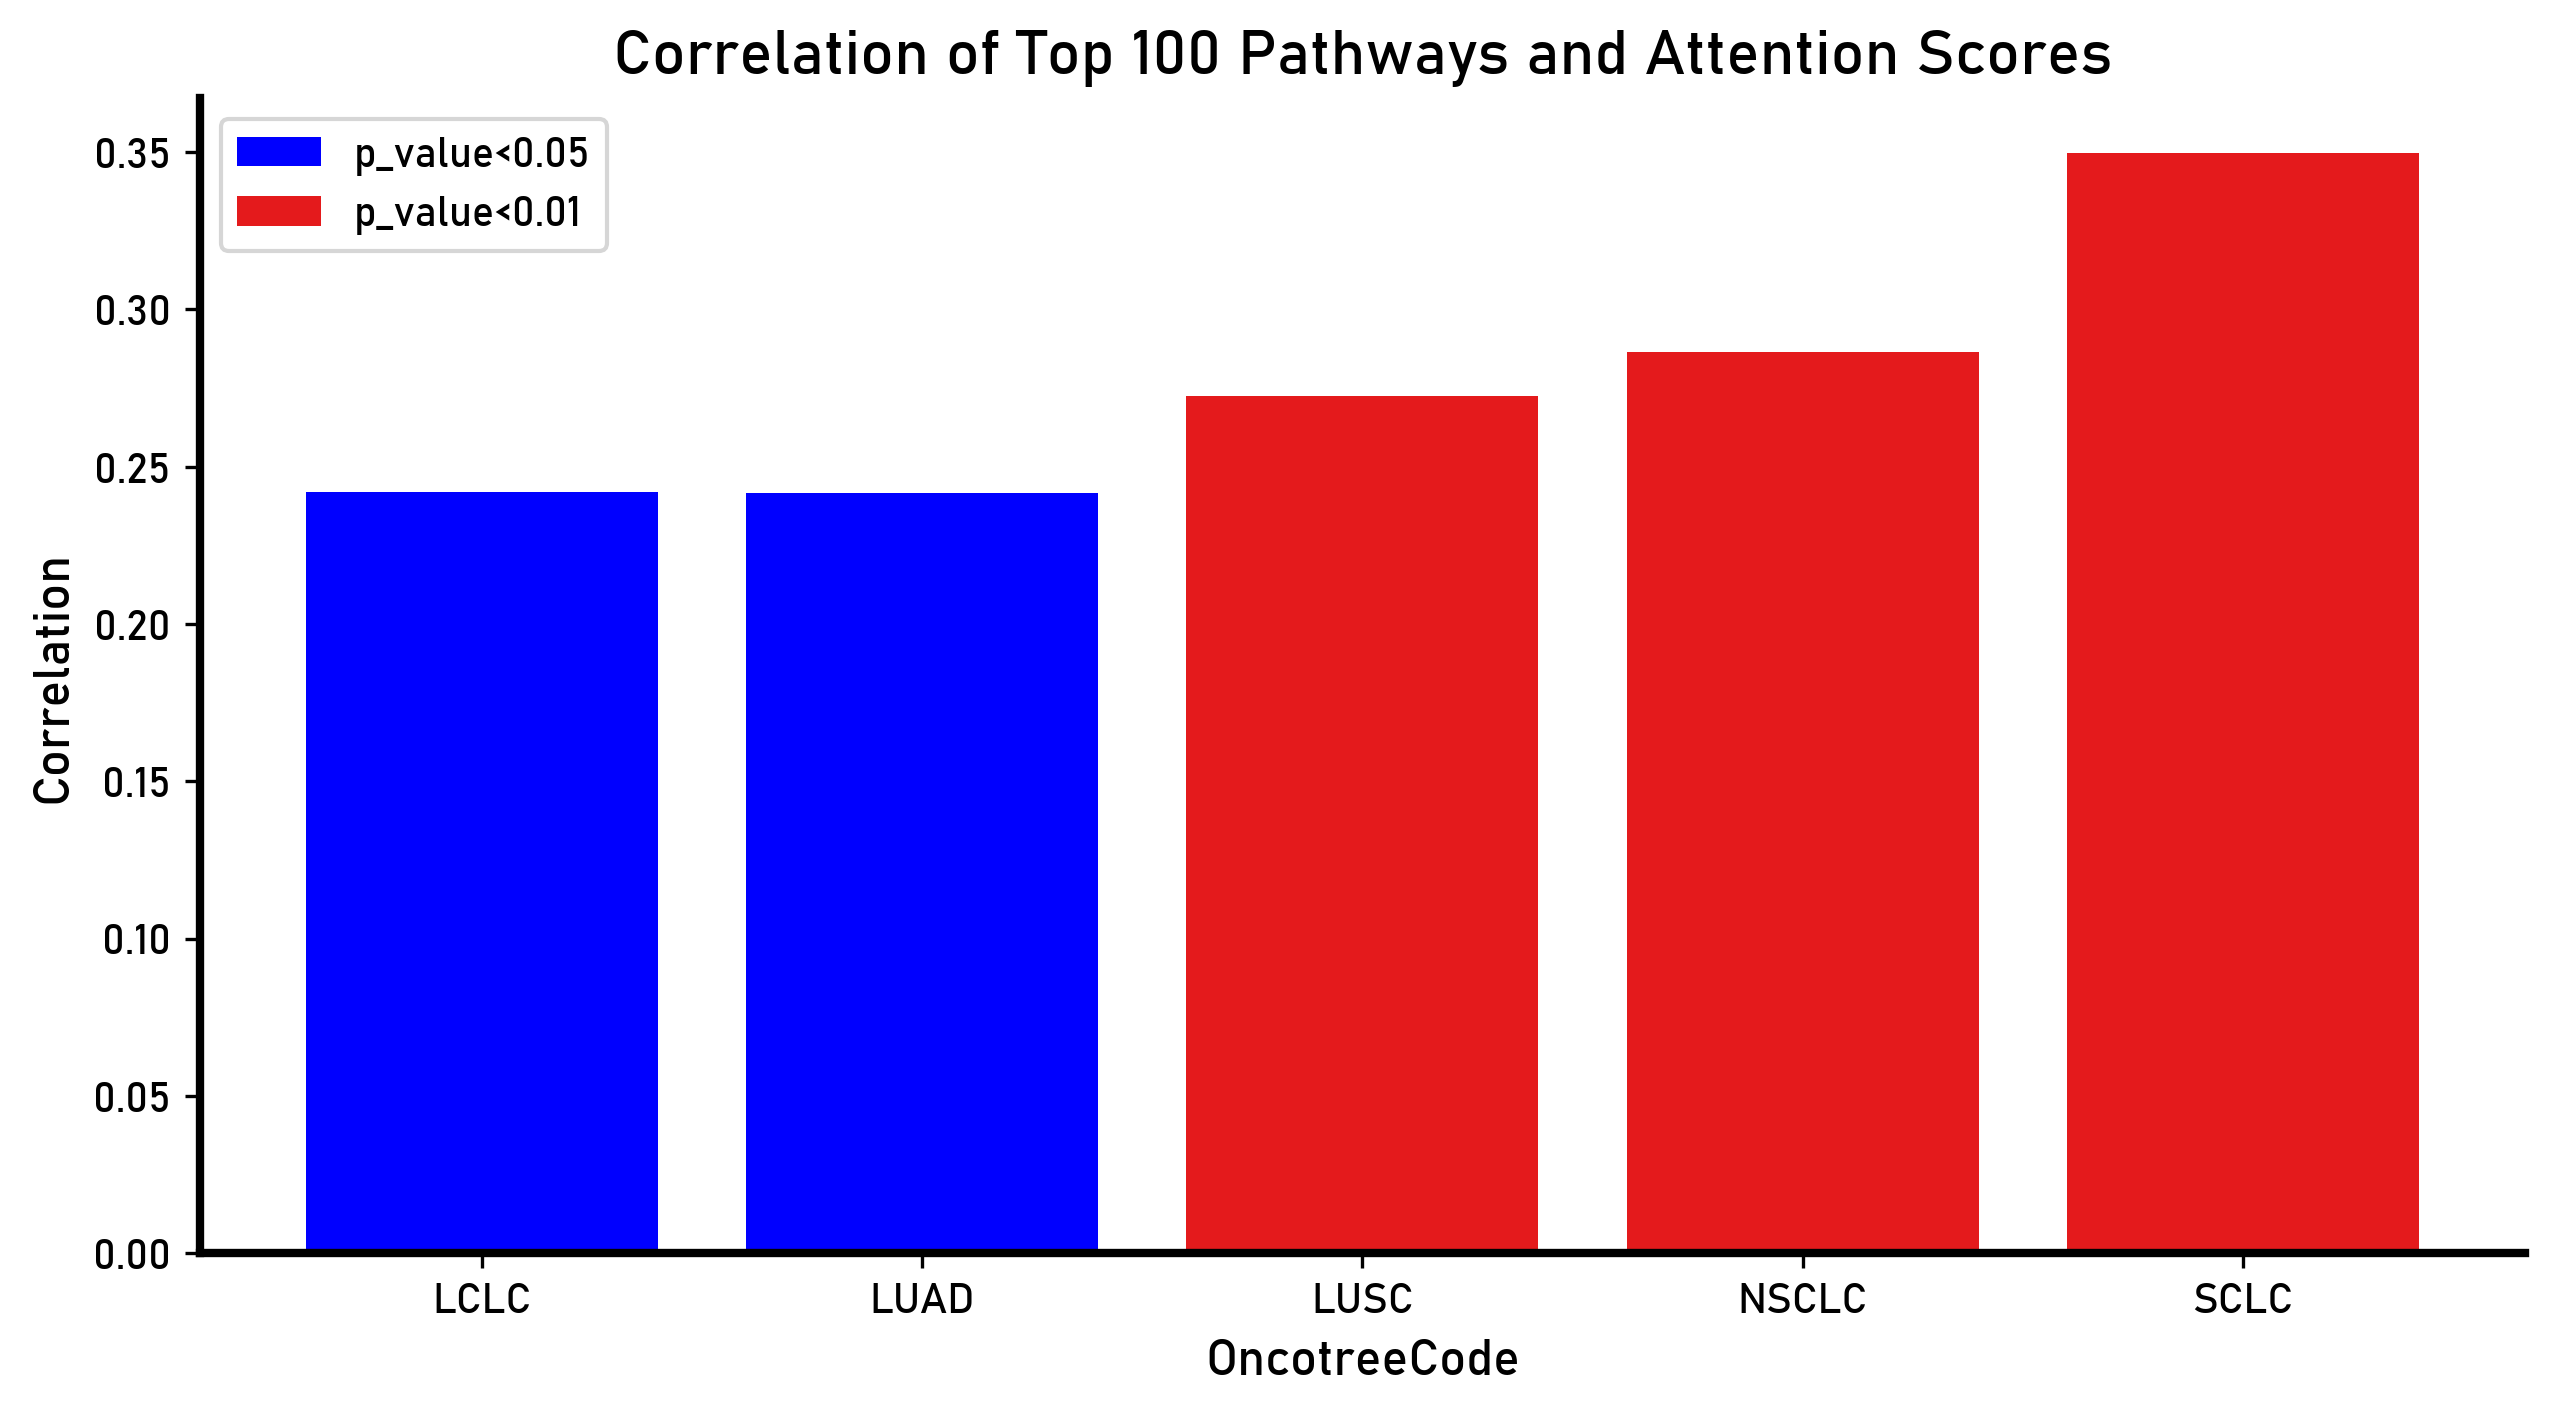 Correlation of Top 100 Pathways and Attention Scores
p_value<0.05
p_value<0.01
Correlation
0.35
0.30
0.25
0.20
0.15
0.10
0.05
0.00
LCLC
LUAD
LUSC
NSCLC
SCLC
OncotreeCode